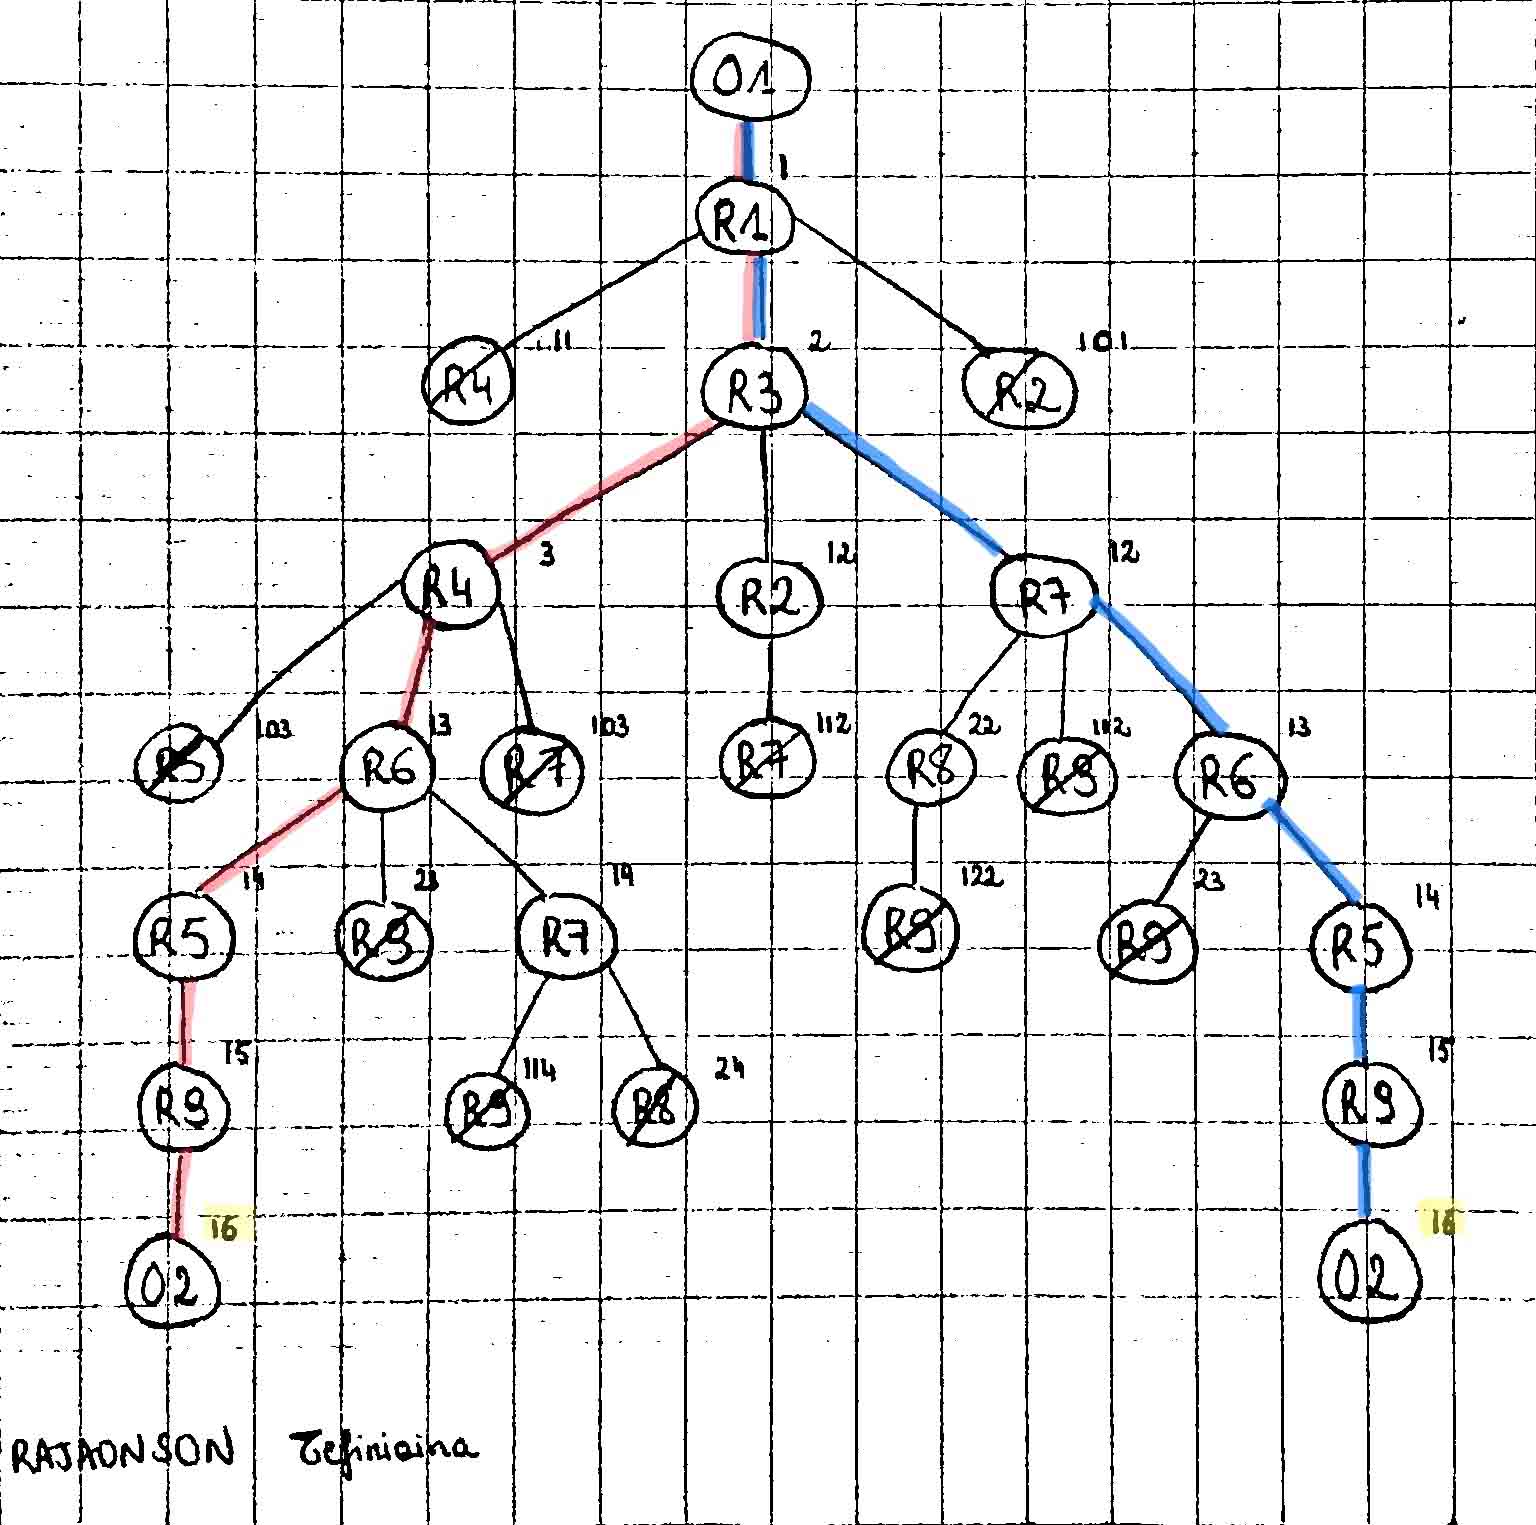 O1
1
R1
R4 111
R3 2
R2 101
R4 3
R2 12
R7 12
R5 103
R6 13
R7 103
R7 112
R8 22
R9 112
R6 13
R5 14
R9 23
R7 14
R9 122
R9 23
R5 14
R9 15
R9 114
R8 24
R9 15
O2 16
O2 16
RAJAONSON Tefiniaina